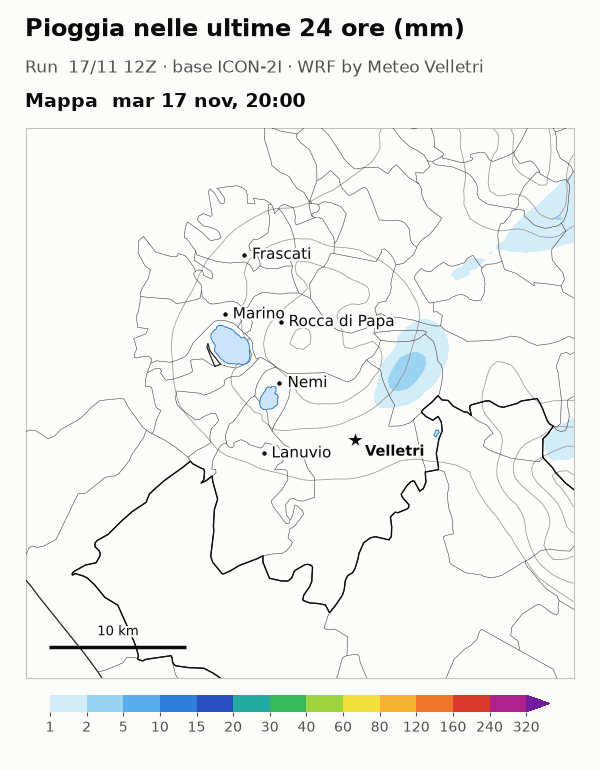 Pioggia nelle ultime 24 ore (mm)
Run  17/11 12Z · base ICON-2I · WRF by Meteo Velletri
Mappa  mar 17 nov, 20:00
Frascati
Marino
Rocca di Papa
Nemi
Velletri
Lanuvio
10 km
1 2 5 10 15 20 30 40 60 80 120 160 240 320